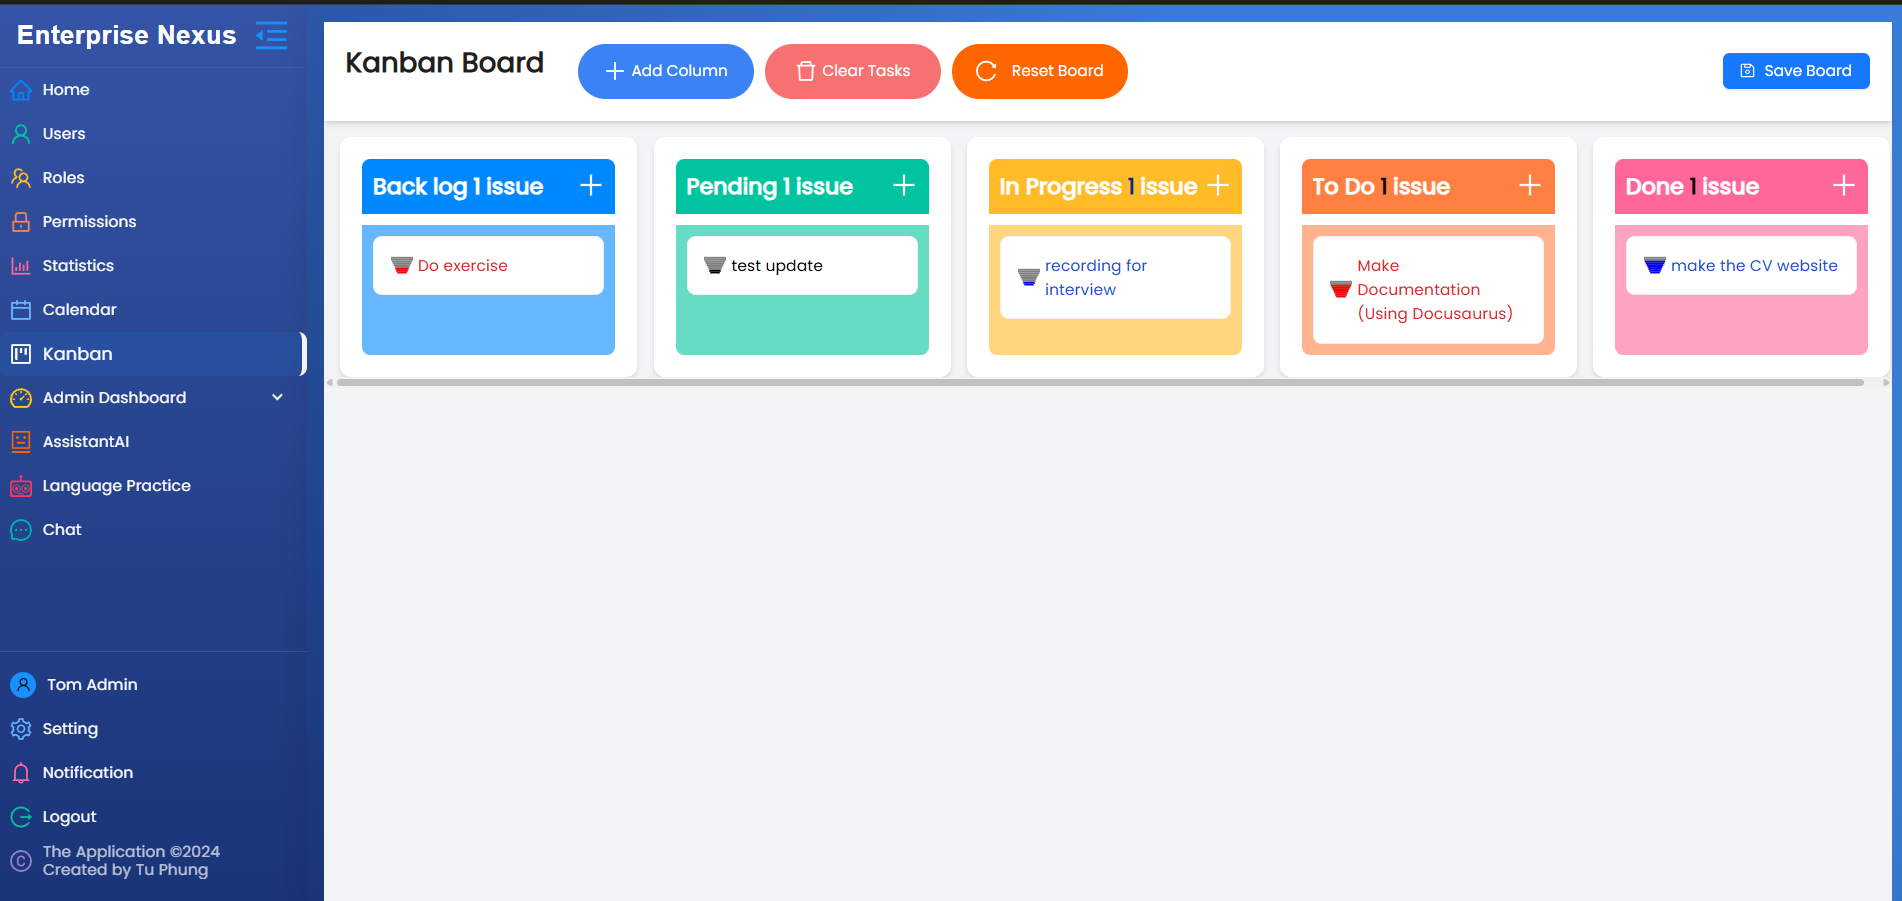 Enterprise Nexus
Home
Users
Roles
Permissions
Statistics
Calendar
Kanban
Admin Dashboard
AssistantAI
Language Practice
Chat
Tom Admin
Setting
Notification
Logout
The Application ©2024
Created by Tu Phung
Kanban Board
Add Column
Clear Tasks
Reset Board
Save Board
Back log 1 issue
Do exercise
Pending 1 issue
test update
In Progress 1 issue
recording for
interview
To Do 1 issue
Make
Documentation
(Using Docusaurus)
Done 1 issue
make the CV website